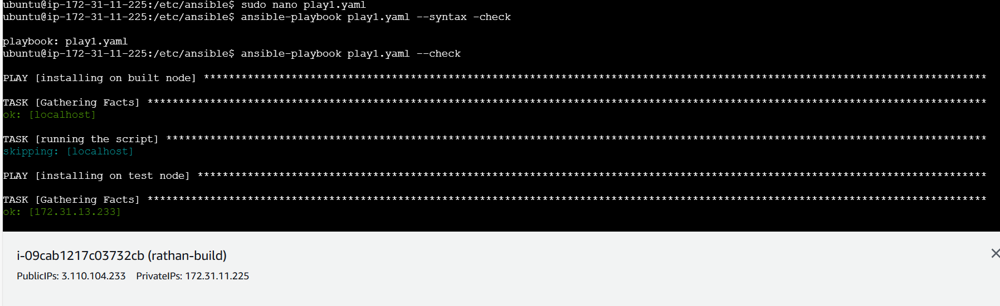 ubuntu@ip-172-31-11-225:/etc/ansible$ sudo nano play1.yaml
ubuntu@ip-172-31-11-225:/etc/ansible$ ansible-playbook play1.yaml --syntax -check
playbook: play1.yaml
ubuntu@ip-172-31-11-225:/etc/ansible$ ansible-playbook play1.yaml --check
PLAY [installing on built node] *****************************************************************************************************************************
TASK [Gathering Facts] **************************************************************************************************************************************
ok: [localhost]
TASK [running the script] ***********************************************************************************************************************************
skipping: [localhost]
PLAY [installing on test node] ******************************************************************************************************************************
TASK [Gathering Facts] **************************************************************************************************************************************
ok: [172.31.13.233]
i-09cab1217c03732cb (rathan-build)
PublicIPs: 3.110.104.233 PrivateIPs: 172.31.11.225